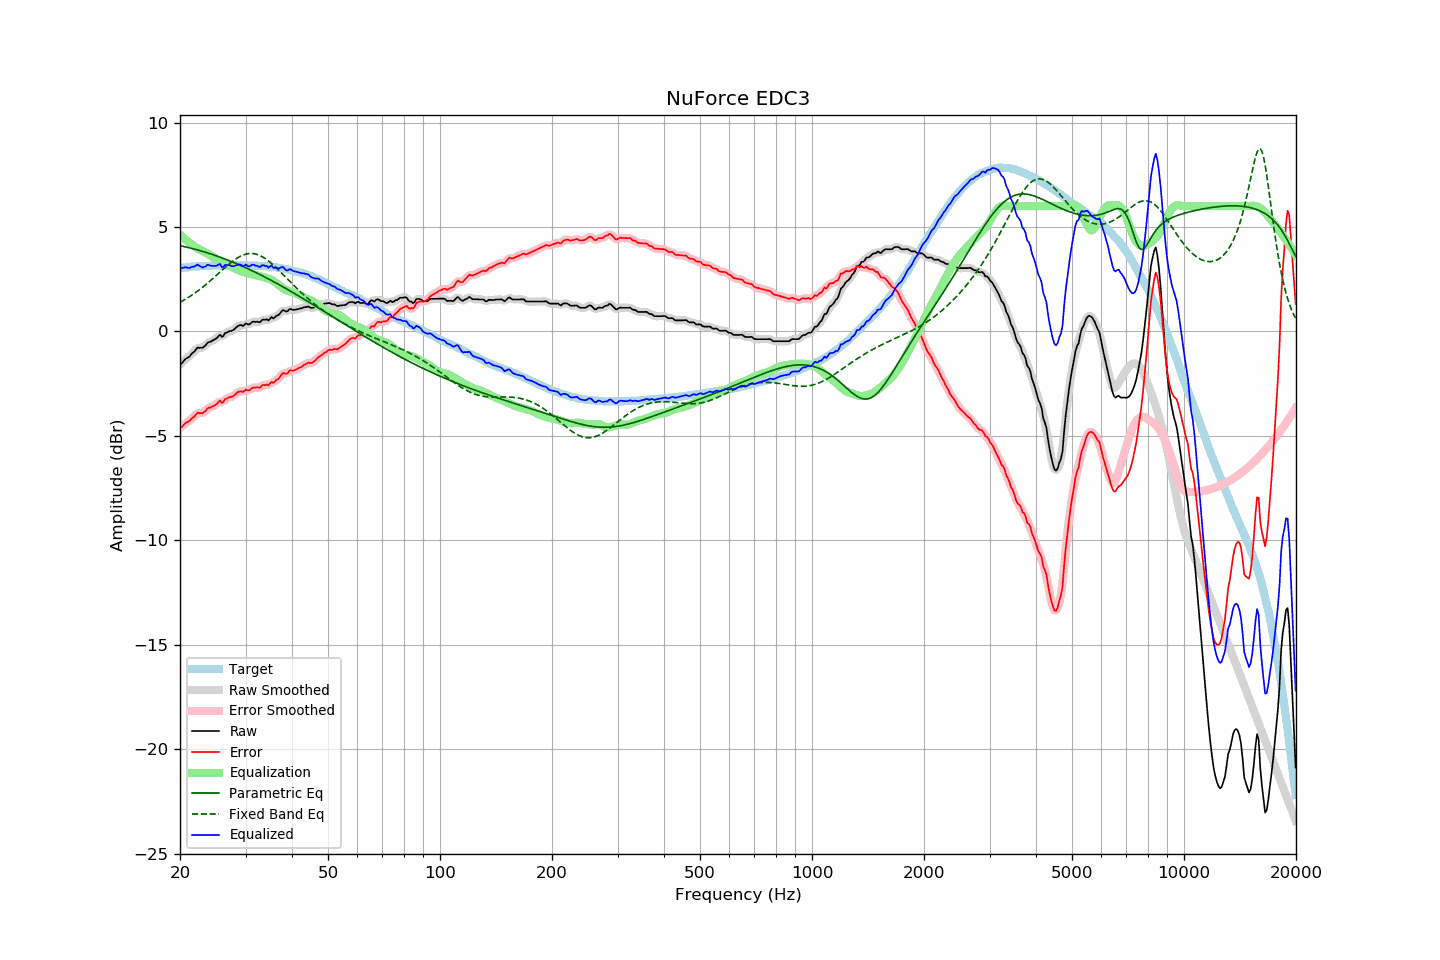 NuForce EDC3
10
5
0
−5
−10
−15
−20
−25
Amplitude (dBr)
Target
Raw Smoothed
Error Smoothed
Raw
Error
Equalization
Parametric Eq
Fixed Band Eq
Equalized
20 50 100 200 500 1000 2000 5000 10000 20000
Frequency (Hz)